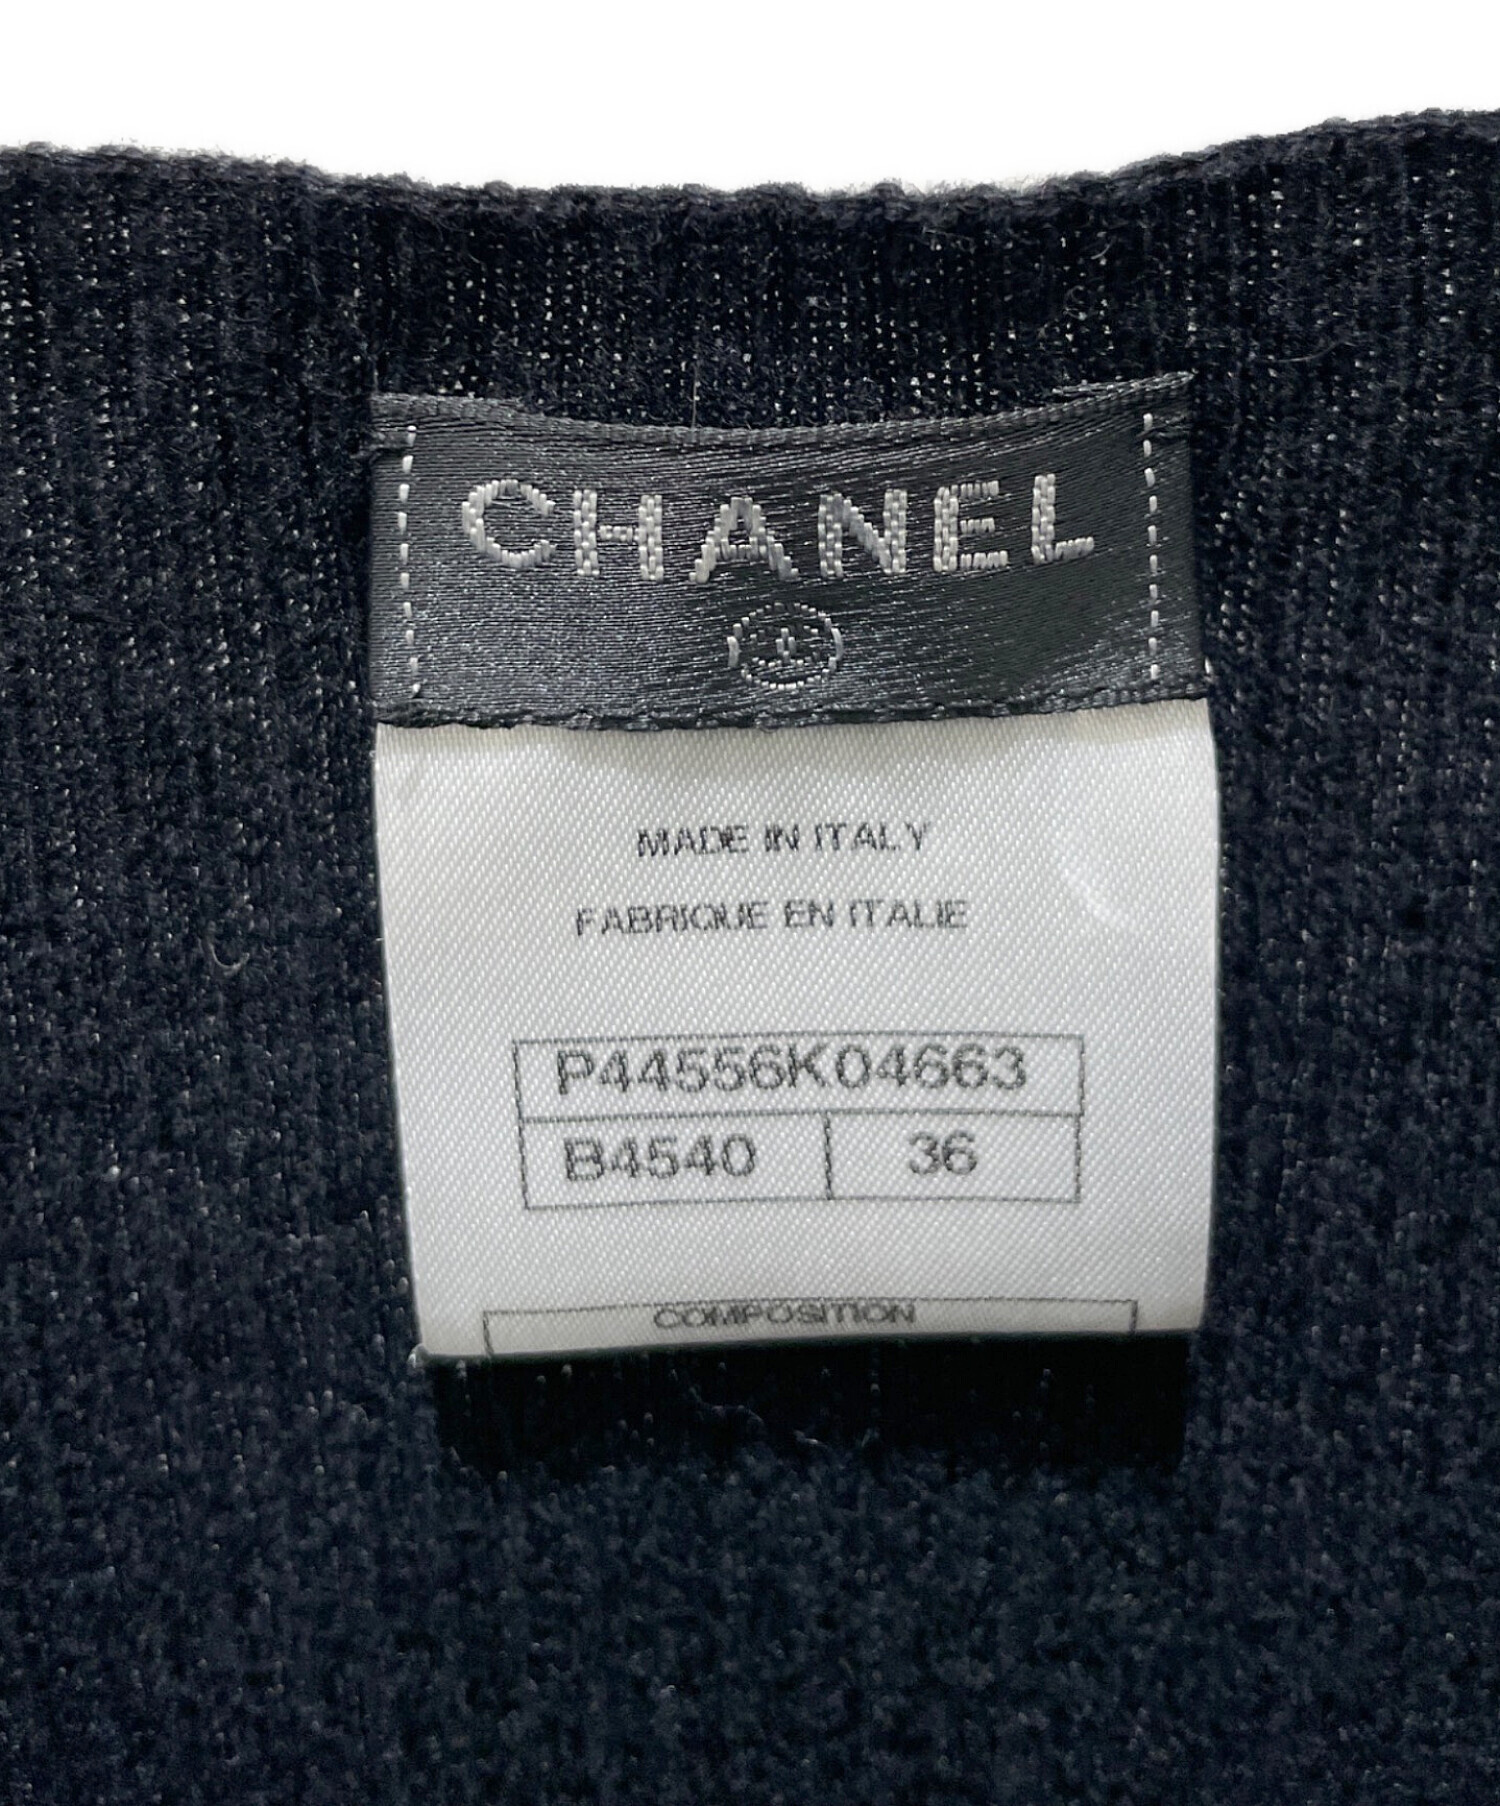 CHANEL
MADE IN ITALY
FABRIQUE EN ITALIE
P44556K04663
B4540 36
COMPOSITION